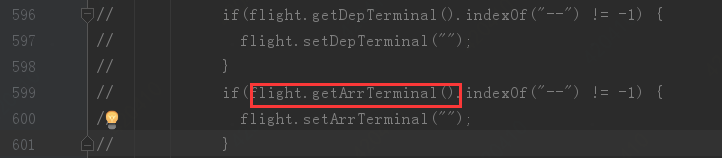 596 //         if(flight.getDepTerminal().indexOf("--") != -1) {
597 //           flight.setDepTerminal("");
598 //         }
599 //         if(flight.getArrTerminal().indexOf("--") != -1) {
600 /           flight.setArrTerminal("");
601 //         }